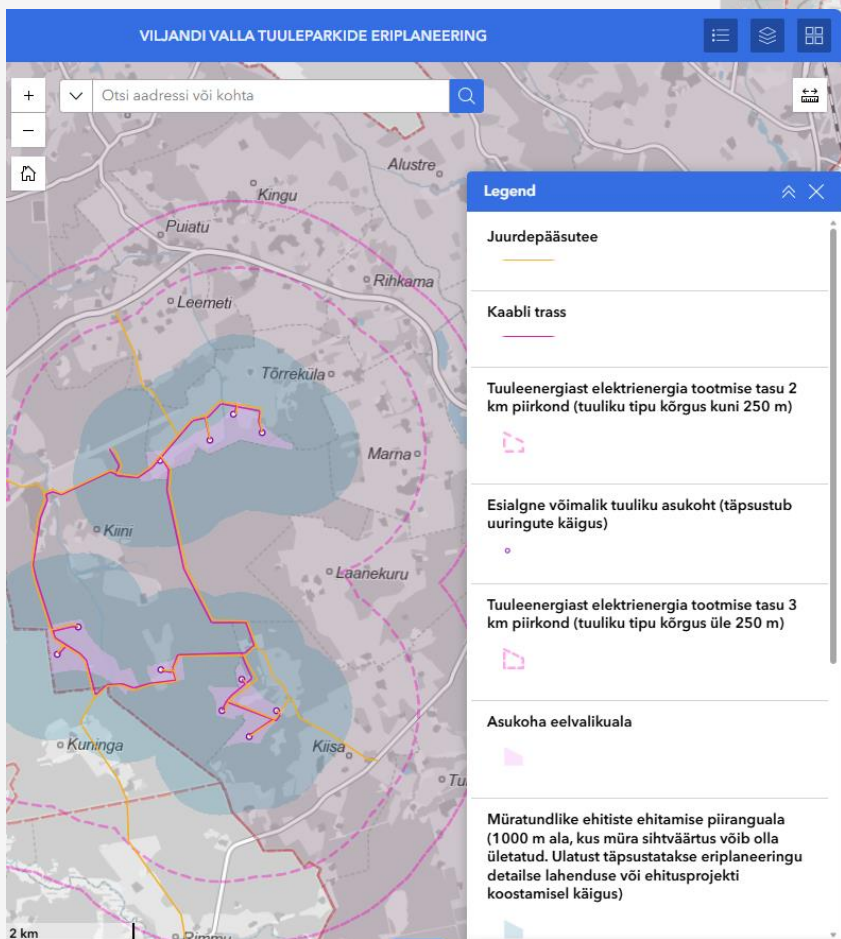 VILJANDI VALLA TUULEPARKIDE ERIPLANEERING
+
Otsi aadressi või kohta
−
Alustre
Kingu
Puiatu
Rihkama
Leemeti
Tõrreküla
Marna
Kiini
Laanekuru
Kuninga
Kiisa
Tu
2 km
Rimmu
Legend
Juurdepääsutee
Kaabli trass
Tuuleenergiast elektrienergia tootmise tasu 2
km piirkond (tuuliku tipu kõrgus kuni 250 m)
Esialgne võimalik tuuliku asukoht (täpsustub
uuringute käigus)
Tuuleenergiast elektrienergia tootmise tasu 3
km piirkond (tuuliku tipu kõrgus üle 250 m)
Asukoha eelvalikuala
Müratundlike ehitiste ehitamise piiranguala
(1000 m ala, kus müra sihtväärtus võib olla
ületatud. Ulatust täpsustatakse eriplaneeringu
detailse lahenduse või ehitusprojekti
koostamisel käigus)